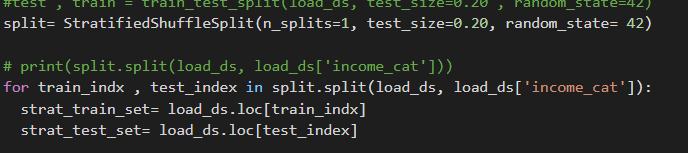 #test , train = train_test_split(load_ds, test_size=0.20 , random_state=42)
split= StratifiedShuffleSplit(n_splits=1, test_size=0.20, random_state= 42)
# print(split.split(load_ds, load_ds['income_cat']))
for train_indx , test_index in split.split(load_ds, load_ds['income_cat']):
  strat_train_set= load_ds.loc[train_indx]
  strat_test_set= load_ds.loc[test_index]